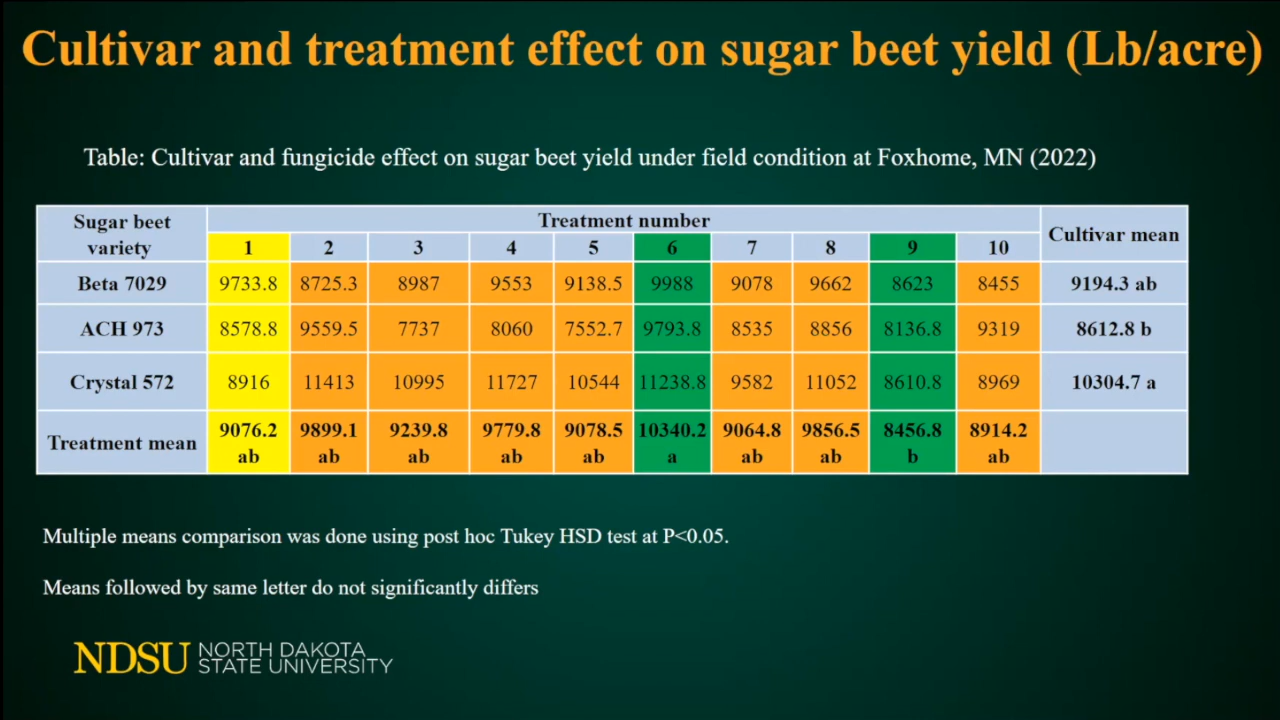 Cultivar and treatment effect on sugar beet yield (Lb/acre)
Table: Cultivar and fungicide effect on sugar beet yield under field condition at Foxhome, MN (2022)
Sugar beet variety Treatment number Cultivar mean
1 2 3 4 5 6 7 8 9 10
Beta 7029 9733.8 8725.3 8987 9553 9138.5 9988 9078 9662 8623 8455 9194.3 ab
ACH 973 8578.8 9559.5 7737 8060 7552.7 9793.8 8535 8856 8136.8 9319 8612.8 b
Crystal 572 8916 11413 10995 11727 10544 11238.8 9582 11052 8610.8 8969 10304.7 a
Treatment mean 9076.2 ab 9899.1 ab 9239.8 ab 9779.8 ab 9078.5 ab 10340.2 a 9064.8 ab 9856.5 ab 8456.8 b 8914.2 ab
Multiple means comparison was done using post hoc Tukey HSD test at P<0.05.
Means followed by same letter do not significantly differs
NDSU NORTH DAKOTA
STATE UNIVERSITY